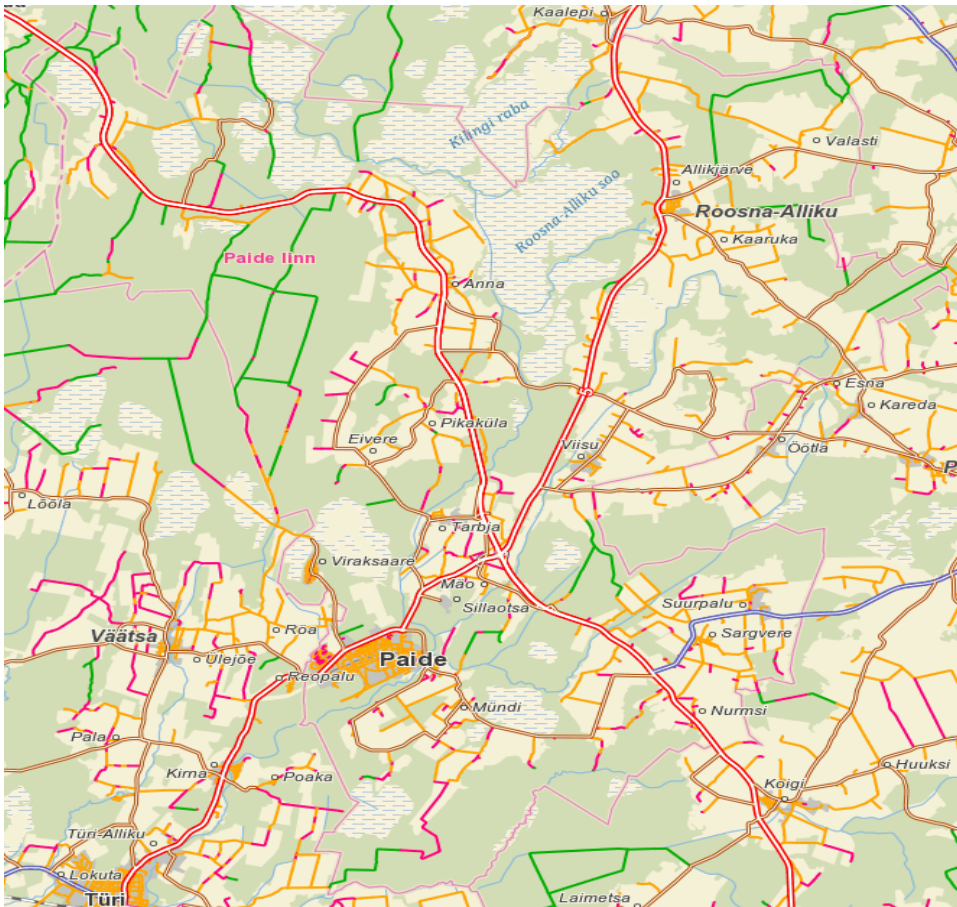 Kaalepi
Kilingi raba
Valasti
Allikjärve
Roosna-Alliku soo
Roosna-Alliku
Kaaruka
Paide linn
Anna
Esna
Kareda
Pikaküla
Eivere
Viisu
Öötla
Lõõla
Tarbja
Viraksaare
Mäo
Sillaotsa
Suurpalu
Sargvere
Röa
Väätsa
Ülejõe
Paide
Reopalu
Mündi
Nurmsi
Pala
Kirna
Poaka
Huuksi
Koigi
Türi-Alliku
Lokuta
Türi
Laimetsa